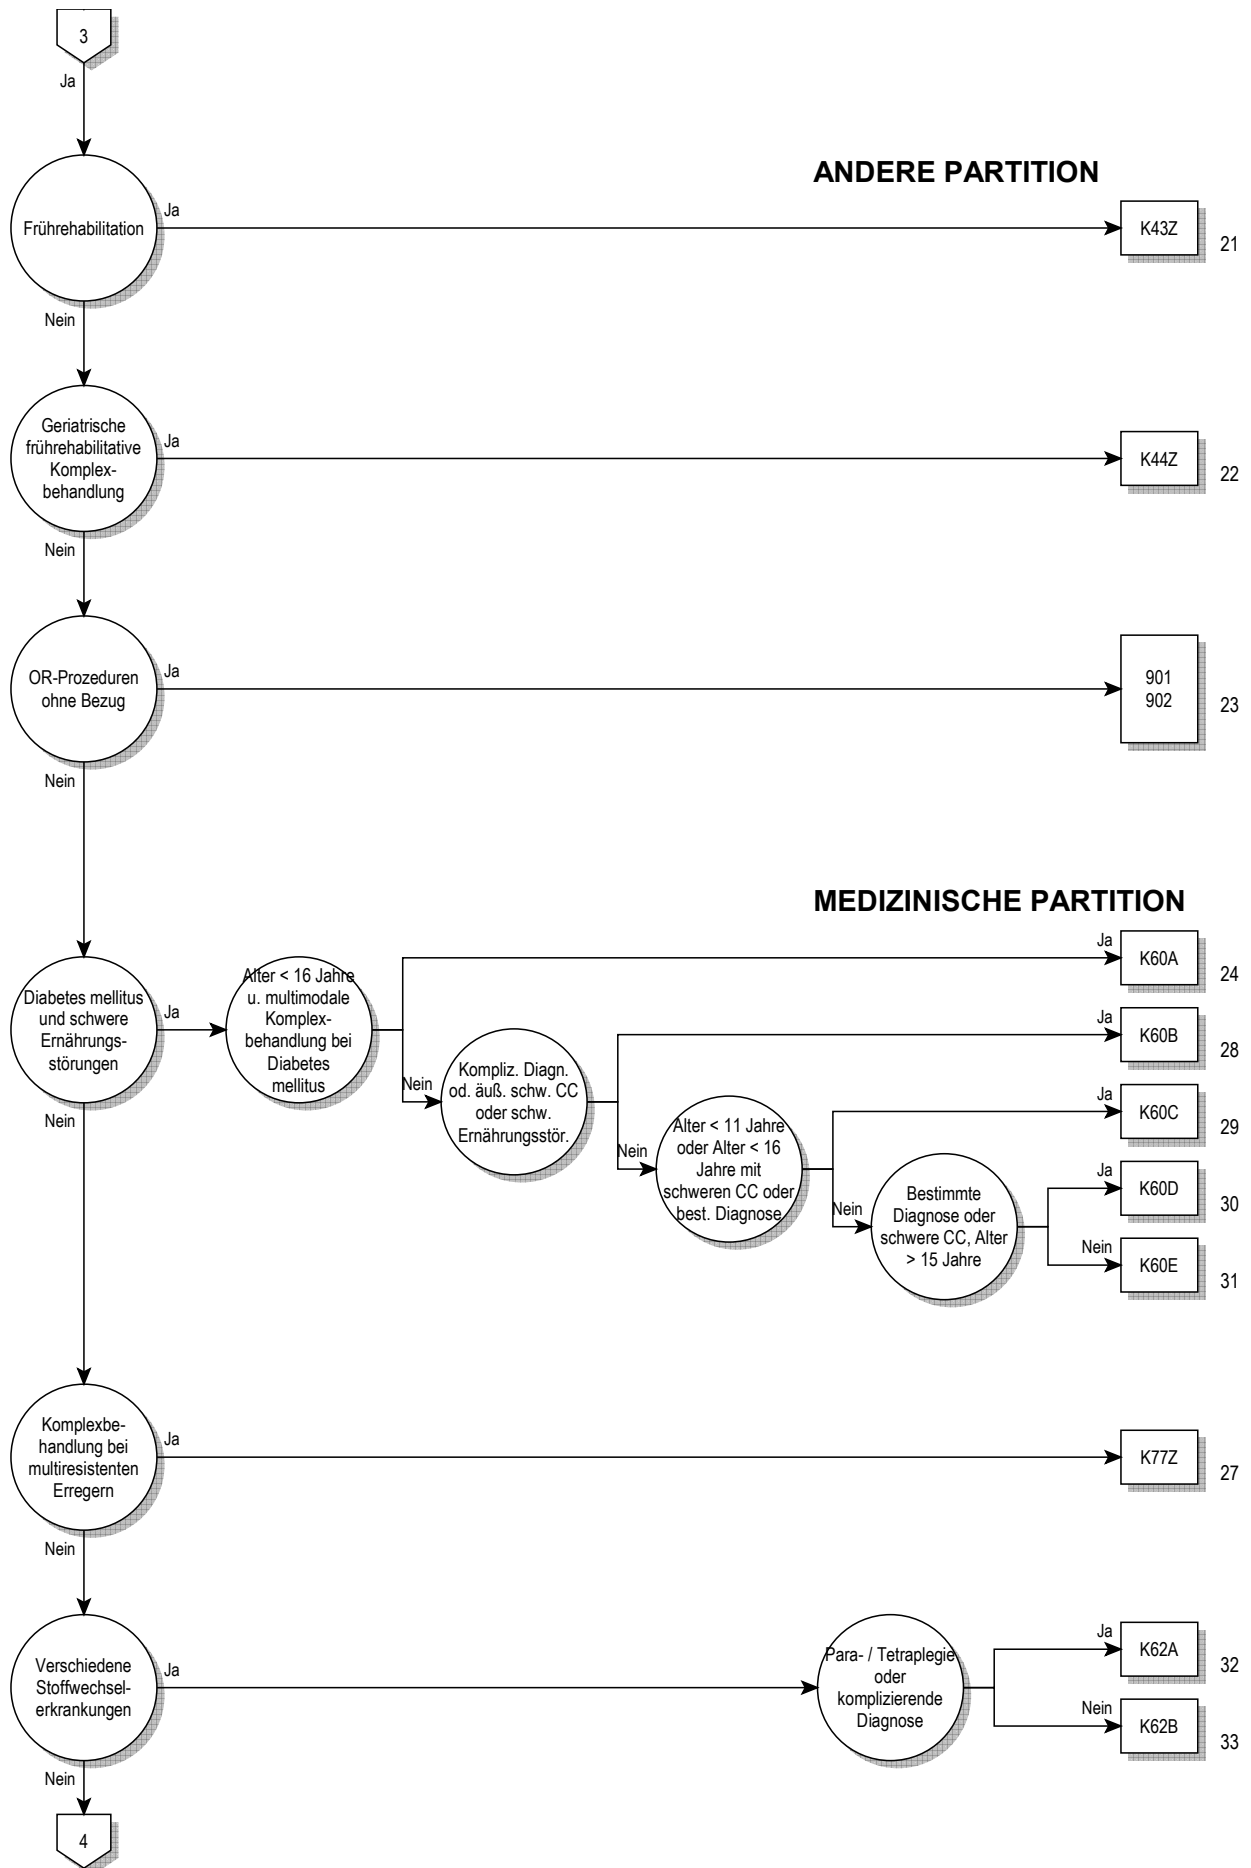 3
Ja
ANDERE PARTITION
Frührehabilitation
Ja
K43Z
21
Nein
Geriatrische
frührehabilitative
Komplex-
behandlung
Ja
K44Z
22
Nein
OR-Prozeduren
ohne Bezug
Ja
901
902
23
Nein
MEDIZINISCHE PARTITION
Diabetes mellitus
und schwere
Ernährungs-
störungen
Ja
Alter < 16 Jahre
u. multimodale
Komplex-
behandlung bei
Diabetes
mellitus
Ja
K60A
24
Nein
Kompliz. Diagn.
od. äuß. schw. CC
oder schw.
Ernährungsstör.
Ja
K60B
28
Nein
Alter < 11 Jahre
oder Alter < 16
Jahre mit
schweren CC oder
best. Diagnose
Ja
K60C
29
Nein
Bestimmte
Diagnose oder
schwere CC, Alter
> 15 Jahre
Ja
K60D
30
Nein
K60E
31
Nein
Komplexbe-
handlung bei
multiresistenten
Erregern
Ja
K77Z
27
Nein
Verschiedene
Stoffwechsel-
erkrankungen
Ja
Para- / Tetraplegie
oder
komplizierende
Diagnose
Ja
K62A
32
Nein
K62B
33
Nein
4